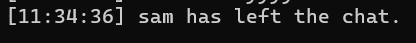 [11:34:36] sam has left the chat.